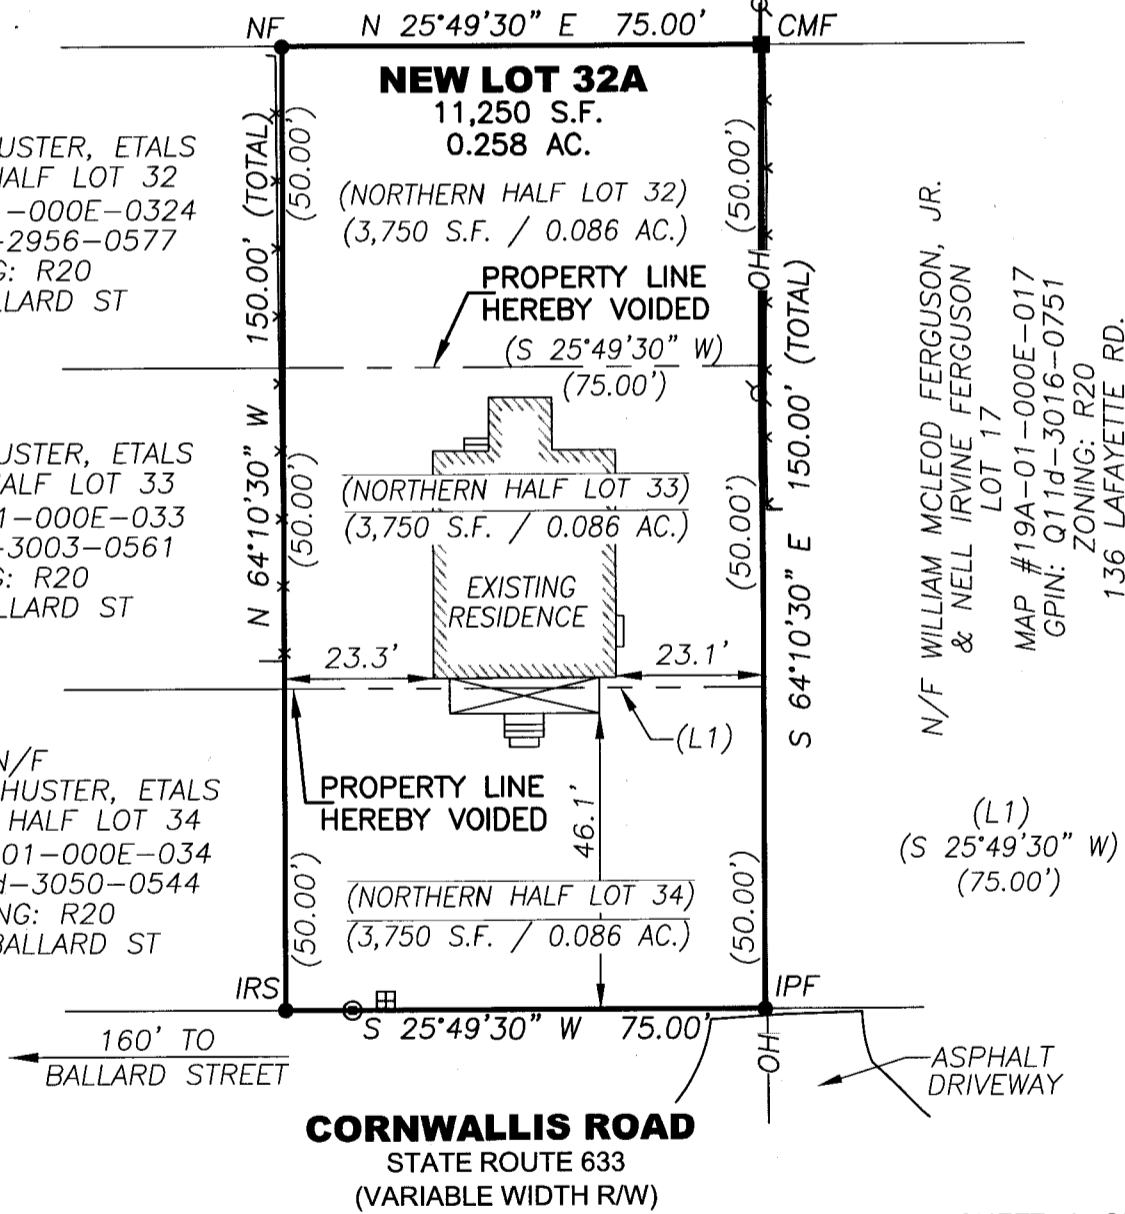 NF
N 25°49'30" E 75.00'
CMF
NEW LOT 32A
11,250 S.F.
0.258 AC.
(NORTHERN HALF LOT 32)
(3,750 S.F. / 0.086 AC.)
(50.00')
(50.00')
OH
PROPERTY LINE
HEREBY VOIDED
(S 25°49'30" W)
(75.00')
USTER, ETALS
HALF LOT 32
1-000E-0324
-2956-0577
G: R20
LLARD ST
N 64°10'30" W 150.00' (TOTAL)
(NORTHERN HALF LOT 33)
(3,750 S.F. / 0.086 AC.)
(50.00')
(50.00')
EXISTING
RESIDENCE
23.3'
23.1'
(L1)
USTER, ETALS
HALF LOT 33
1-000E-033
-3003-0561
G: R20
LLARD ST
S 64°10'30" E 150.00' (TOTAL)
N/F WILLIAM MCLEOD FERGUSON, JR.
& NELL IRVINE FERGUSON
LOT 17
MAP #19A-01-000E-017
GPIN: Q11d-3016-0751
ZONING: R20
136 LAFAYETTE RD.
PROPERTY LINE
HEREBY VOIDED
46.1'
N/F
HUSTER, ETALS
HALF LOT 34
01-000E-034
d-3050-0544
NG: R20
BALLARD ST
(L1)
(S 25°49'30" W)
(75.00')
(50.00')
(50.00')
(NORTHERN HALF LOT 34)
(3,750 S.F. / 0.086 AC.)
IRS
IPF
S 25°49'30" W 75.00'
160' TO
BALLARD STREET
OH
ASPHALT
DRIVEWAY
CORNWALLIS ROAD
STATE ROUTE 633
(VARIABLE WIDTH R/W)